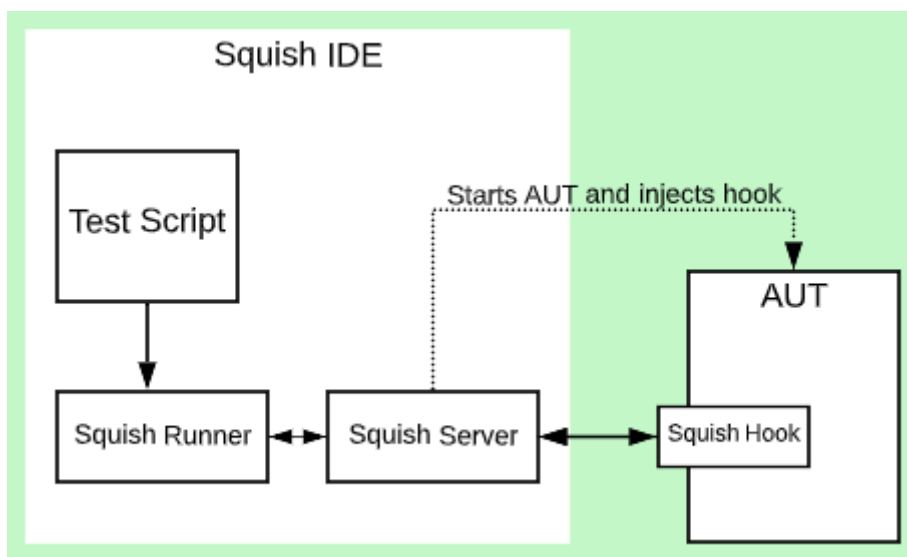 Squish IDE
Starts AUT and injects hook
Test Script
AUT
Squish Runner
Squish Server
Squish Hook